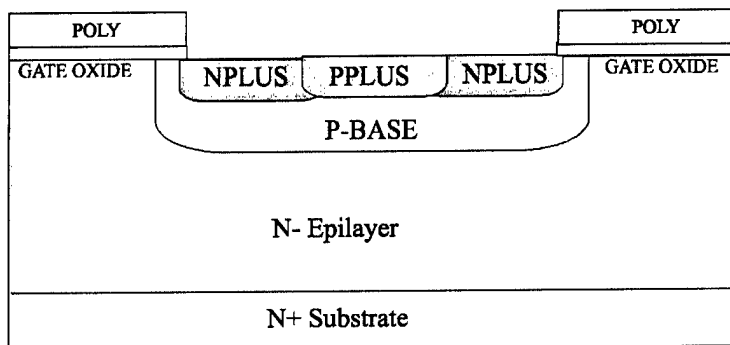 POLY
POLY
GATE OXIDE
NPLUS
PPLUS
NPLUS
GATE OXIDE
P-BASE
N- Epilayer
N+ Substrate